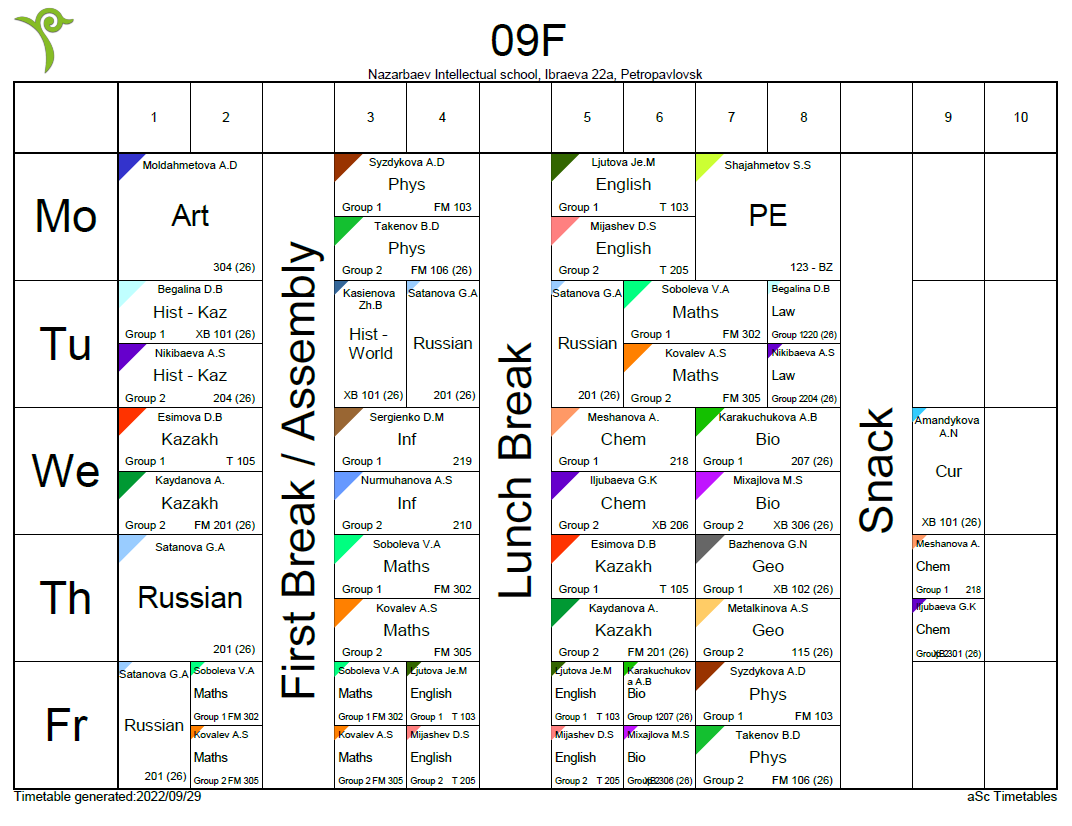 09F
Nazarbaev Intellectual school, Ibraeva 22a, Petropavlovsk
1 2 3 4 5 6 7 8 9 10
First Break / Assembly
Lunch Break
Snack
Mo
Moldahmetova A.D
Art
304 (26)
Syzdykova A.D
Phys
Group 1 FM 103
Takenov B.D
Phys
Group 2 FM 106 (26)
Ljutova Je.M
English
Group 1 T 103
Mijashev D.S
English
Group 2 T 205
Shajahmetov S.S
PE
123 - BZ
Tu
Begalina D.B
Hist - Kaz
Group 1 XB 101 (26)
Nikibaeva A.S
Hist - Kaz
Group 2 204 (26)
Kasienova
Zh.B
Hist -
World
XB 101 (26)
Satanova G.A
Russian
201 (26)
Satanova G.A
Russian
201 (26)
Soboleva V.A
Maths
Group 1 FM 302
Kovalev A.S
Maths
Group 2 FM 305
Begalina D.B
Law
Group 1220 (26)
Nikibaeva A.S
Law
Group 2204 (26)
We
Esimova D.B
Kazakh
Group 1 T 105
Kaydanova A.
Kazakh
Group 2 FM 201 (26)
Sergienko D.M
Inf
Group 1 219
Nurmuhanova A.S
Inf
Group 2 210
Meshanova A.
Chem
Group 1 218
Iljubaeva G.K
Chem
Group 2 XB 206
Karakuchukova A.B
Bio
Group 1 207 (26)
Mixajlova M.S
Bio
Group 2 XB 306 (26)
Amandykova
A.N
Cur
XB 101 (26)
Th
Satanova G.A
Russian
201 (26)
Soboleva V.A
Maths
Group 1 FM 302
Kovalev A.S
Maths
Group 2 FM 305
Esimova D.B
Kazakh
Group 1 T 105
Kaydanova A.
Kazakh
Group 2 FM 201 (26)
Bazhenova G.N
Geo
Group 1 XB 102 (26)
Metalkinova A.S
Geo
Group 2 115 (26)
Meshanova A.
Chem
Group 1 218
Iljubaeva G.K
Chem
Fr
Satanova G.A
Russian
201 (26)
Soboleva V.A
Maths
Group 1 FM 302
Kovalev A.S
Maths
Group 2 FM 305
Soboleva V.A
Maths
Group 1 FM 302
Kovalev A.S
Maths
Group 2 FM 305
Ljutova Je.M
English
Group 1 T 103
Mijashev D.S
English
Group 2 T 205
Ljutova Je.M
English
Group 1 T 103
Mijashev D.S
English
Group 2 T 205
Karakuchukov
a A.B
Bio
Group 1207 (26)
Mixajlova M.S
Bio
Syzdykova A.D
Phys
Group 1 FM 103
Takenov B.D
Phys
Group 2 FM 106 (26)
Timetable generated:2022/09/29
aSc Timetables